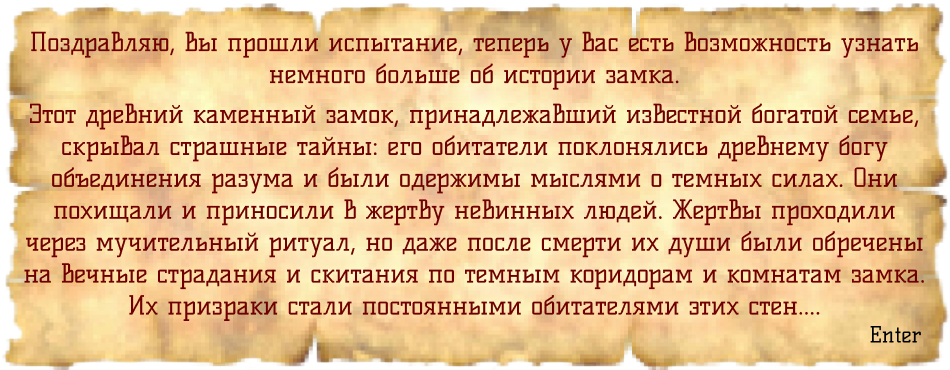 Поздравляю, вы прошли испытание, теперь у вас есть возможность узнать
немного больше об истории замка.
Этот древний каменный замок, принадлежавший известной богатой семье,
скрывал страшные тайны: его обитатели поклонялись древнему богу
объединения разума и были одержимы мыслями о темных силах. Они
похищали и приносили в жертву невинных людей. Жертвы проходили
через мучительный ритуал, но даже после смерти их души были обречены
на вечные страдания и скитания по темным коридорам и комнатам замка.
Их призраки стали постоянными обитателями этих стен....
Enter